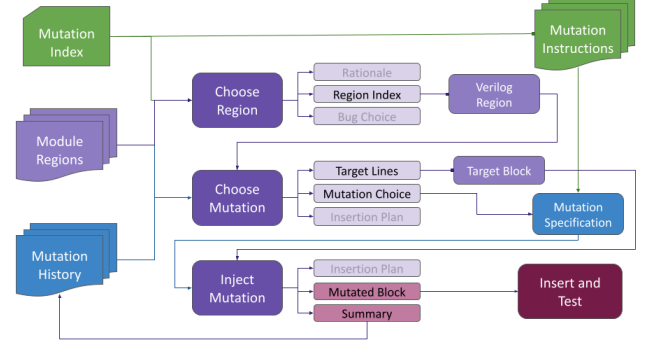 Mutation
Index
Mutation
Instructions
Choose
Region
Rationale
Region Index
Bug Choice
Verilog
Region
Module
Regions
Choose
Mutation
Target Lines
Mutation Choice
Insertion Plan
Target Block
Mutation
Specification
Mutation
History
Inject
Mutation
Insertion Plan
Mutated Block
Summary
Insert and
Test